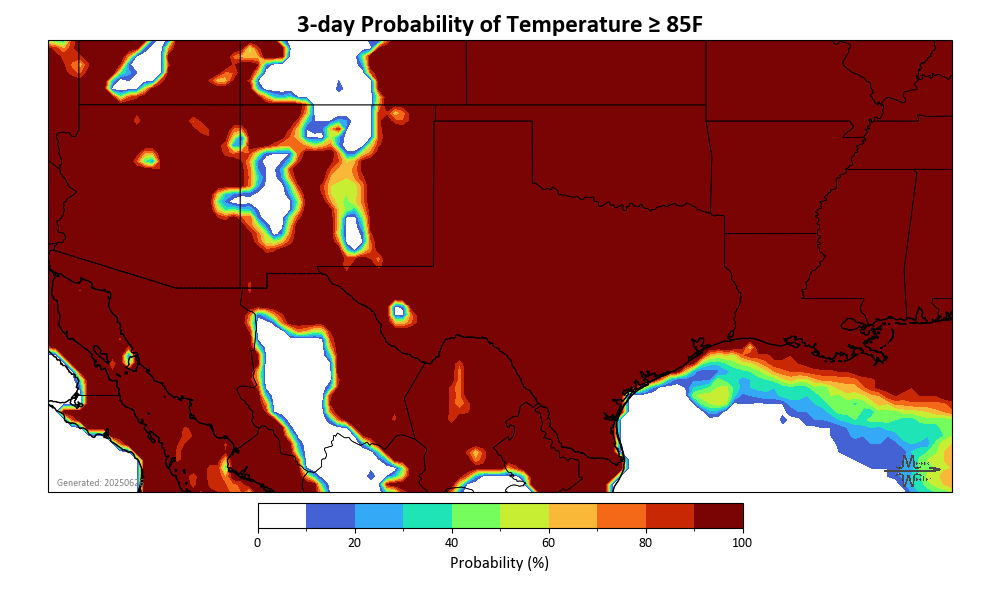 3-day Probability of Temperature ≥ 85F
Generated: 2025062
0 20 40 60 80 100
Probability (%)